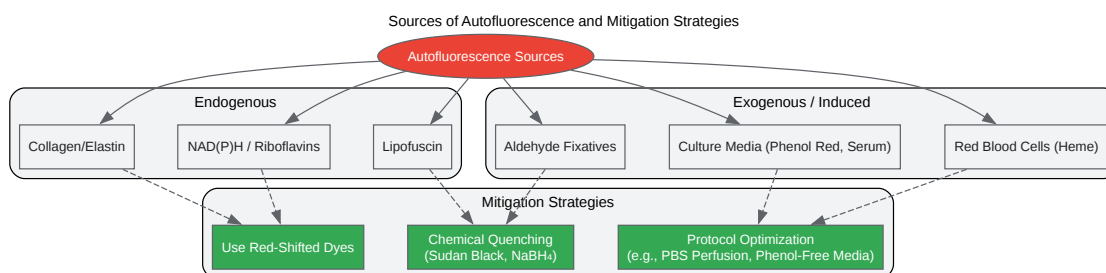 Sources of Autofluorescence and Mitigation Strategies
Autofluorescence Sources
Endogenous
Exogenous / Induced
Collagen/Elastin
NAD(P)H / Riboflavins
Lipofuscin
Aldehyde Fixatives
Culture Media (Phenol Red, Serum)
Red Blood Cells (Heme)
Mitigation Strategies
Use Red-Shifted Dyes
Chemical Quenching
(Sudan Black, NaBH₄)
Protocol Optimization
(e.g., PBS Perfusion, Phenol-Free Media)